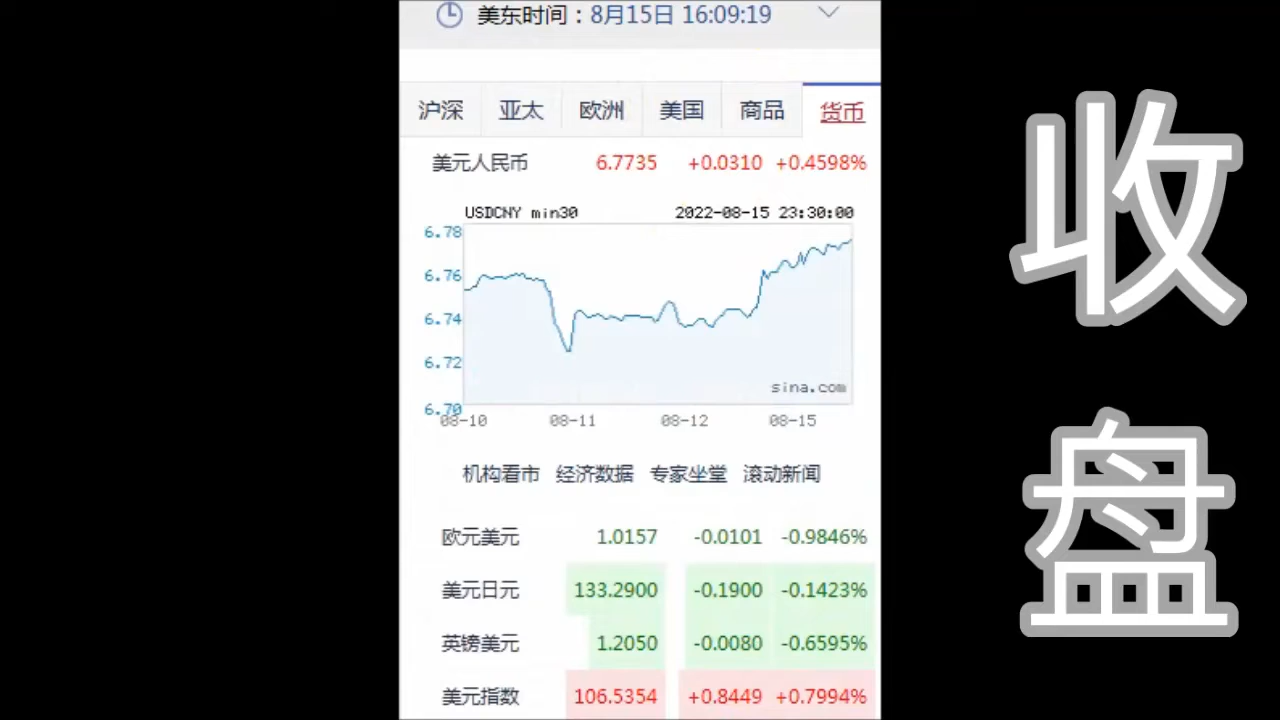 美东时间：8月15日 16:09:19
沪深 亚太 欧洲 美国 商品 货币
美元人民币 6.7735 +0.0310 +0.4598%
USDCNY min30 2022-08-15 23:30:00
6.78
6.76
6.74
6.72
6.70
sina.com
08-10 08-11 08-12 08-15
机构看市 经济数据 专家坐堂 滚动新闻
欧元美元 1.0157 -0.0101 -0.9846%
美元日元 133.2900 -0.1900 -0.1423%
英镑美元 1.2050 -0.0080 -0.6595%
美元指数 106.5354 +0.8449 +0.7994%
收
盘